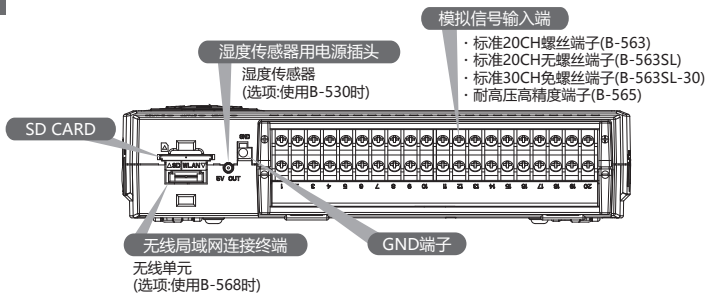 模拟信号输入端
・标准20CH螺丝端子(B-563)
・标准20CH无螺丝端子(B-563SL)
・标准30CH免螺丝端子(B-563SL-30)
・耐高压高精度端子(B-565)
湿度传感器用电源插头
湿度传感器
(选项:使用B-530时)
SD CARD
GND
△SD WLAN▽
5V OUT
1 2 3 4 5 6 7 8 9 10 11 12 13 14 15 16 17 18 19 20
无线局域网连接终端
无线单元
(选项:使用B-568时)
GND端子